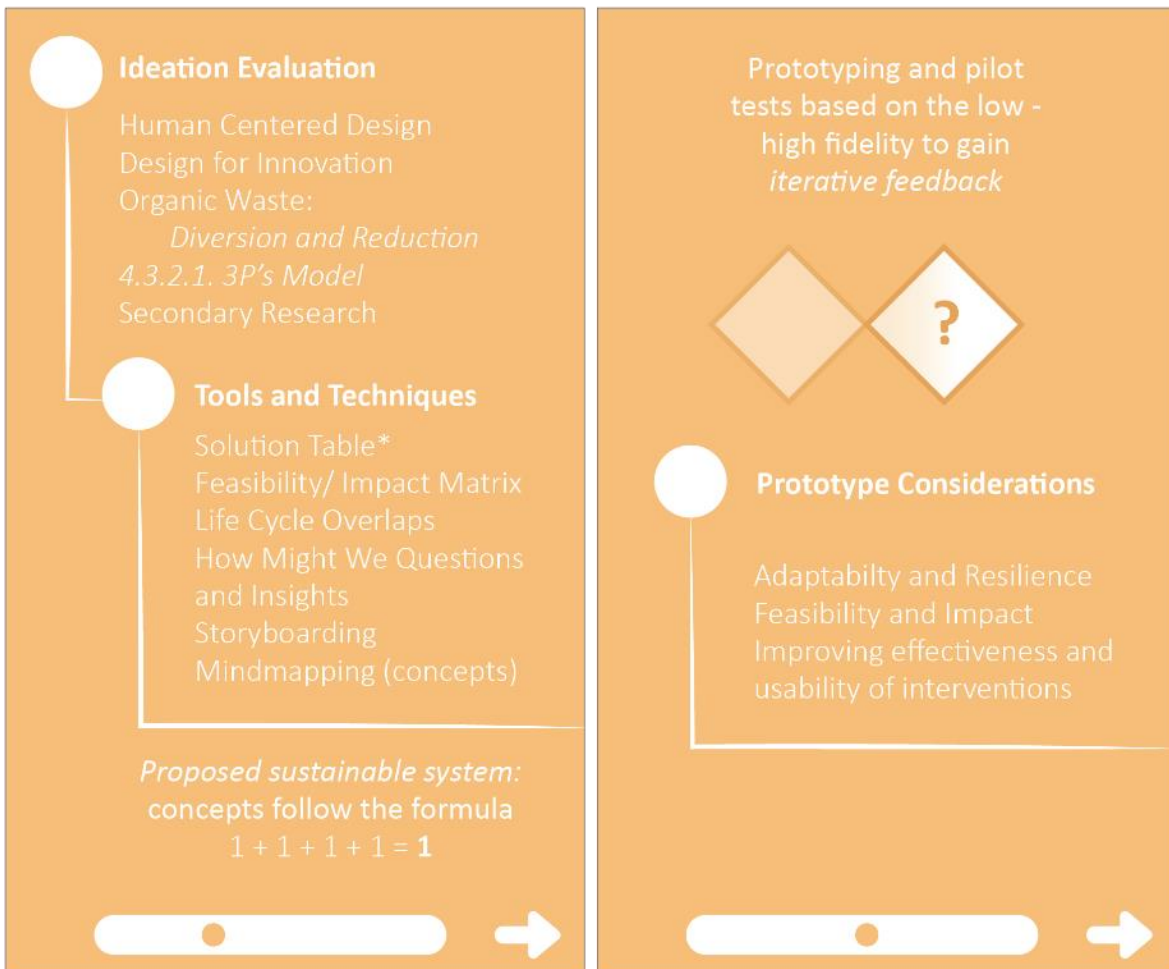 Ideation Evaluation
Human Centered Design
Design for Innovation
Organic Waste:
Diversion and Reduction
4.3.2.1. 3P's Model
Secondary Research
Tools and Techniques
Solution Table*
Feasibility/ Impact Matrix
Life Cycle Overlaps
How Might We Questions
and Insights
Storyboarding
Mindmapping (concepts)
Proposed sustainable system:
concepts follow the formula
1 + 1 + 1 + 1 = 1
Prototyping and pilot
tests based on the low -
high fidelity to gain
iterative feedback
?
Prototype Considerations
Adaptabilty and Resilience
Feasibility and Impact
Improving effectiveness and
usability of interventions